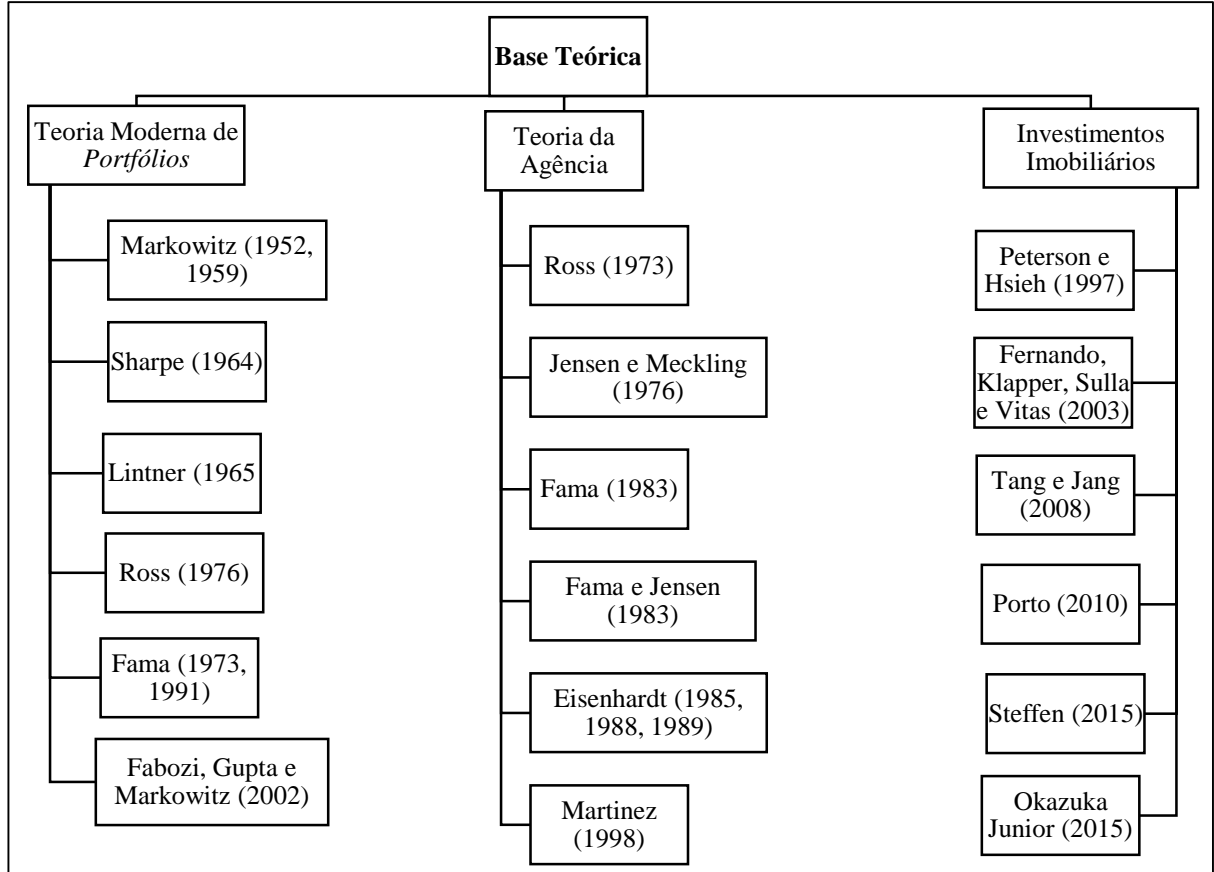 Base Teórica
Teoria Moderna de
Portfólios
Markowitz (1952,
1959)
Sharpe (1964)
Lintner (1965
Ross (1976)
Fama (1973,
1991)
Fabozi, Gupta e
Markowitz (2002)
Teoria da
Agência
Ross (1973)
Jensen e Meckling
(1976)
Fama (1983)
Fama e Jensen
(1983)
Eisenhardt (1985,
1988, 1989)
Martinez
(1998)
Investimentos
Imobiliários
Peterson e
Hsieh (1997)
Fernando,
Klapper, Sulla
e Vitas (2003)
Tang e Jang
(2008)
Porto (2010)
Steffen (2015)
Okazuka
Junior (2015)